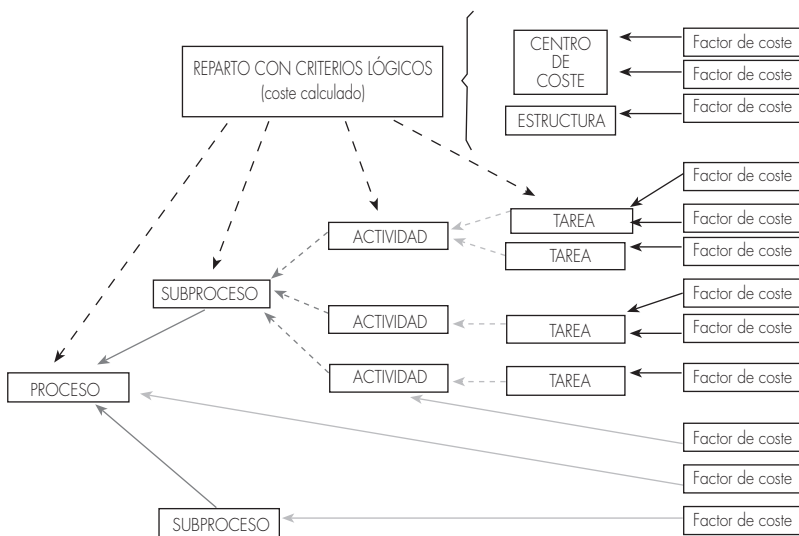 REPARTO CON CRITERIOS LÓGICOS
(coste calculado)
CENTRO
DE
COSTE
ESTRUCTURA
Factor de coste
Factor de coste
Factor de coste
Factor de coste
TAREA
Factor de coste
ACTIVIDAD
TAREA
Factor de coste
SUBPROCESO
Factor de coste
ACTIVIDAD
TAREA
Factor de coste
ACTIVIDAD
TAREA
Factor de coste
PROCESO
Factor de coste
Factor de coste
SUBPROCESO
Factor de coste